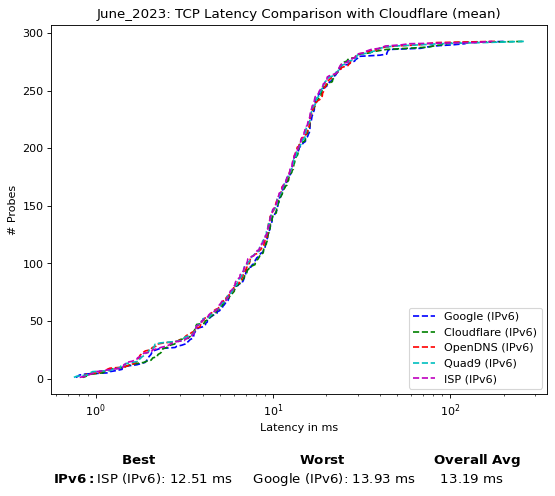 June_2023: TCP Latency Comparison with Cloudflare (mean)
300
250
200
150
100
50
0
# Probes
10⁰ 10¹ 10²
Latency in ms
Google (IPv6)
Cloudflare (IPv6)
OpenDNS (IPv6)
Quad9 (IPv6)
ISP (IPv6)
Best Worst Overall Avg
IPv6: ISP (IPv6): 12.51 ms Google (IPv6): 13.93 ms 13.19 ms